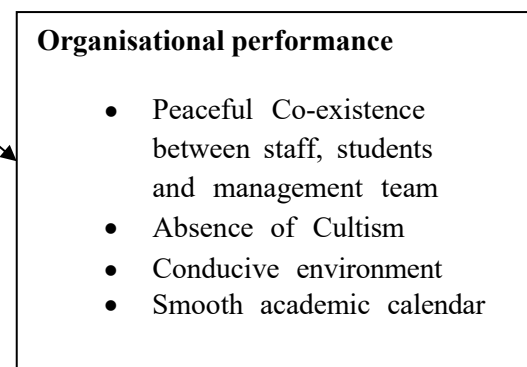 Organisational performance
● Peaceful Co-existence
between staff, students
and management team
● Absence of Cultism
● Conducive environment
● Smooth academic calendar